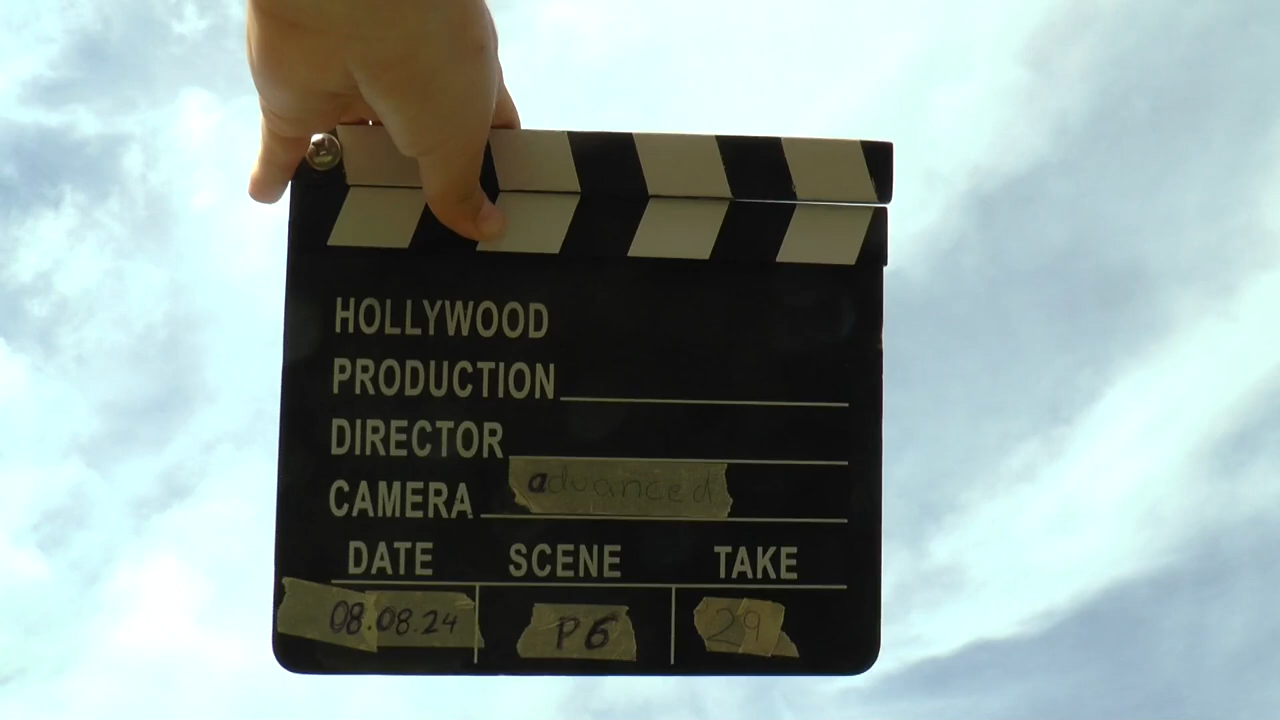 HOLLYWOOD
PRODUCTION
DIRECTOR
CAMERA advanced
DATE SCENE TAKE
08.08.24 P6 29